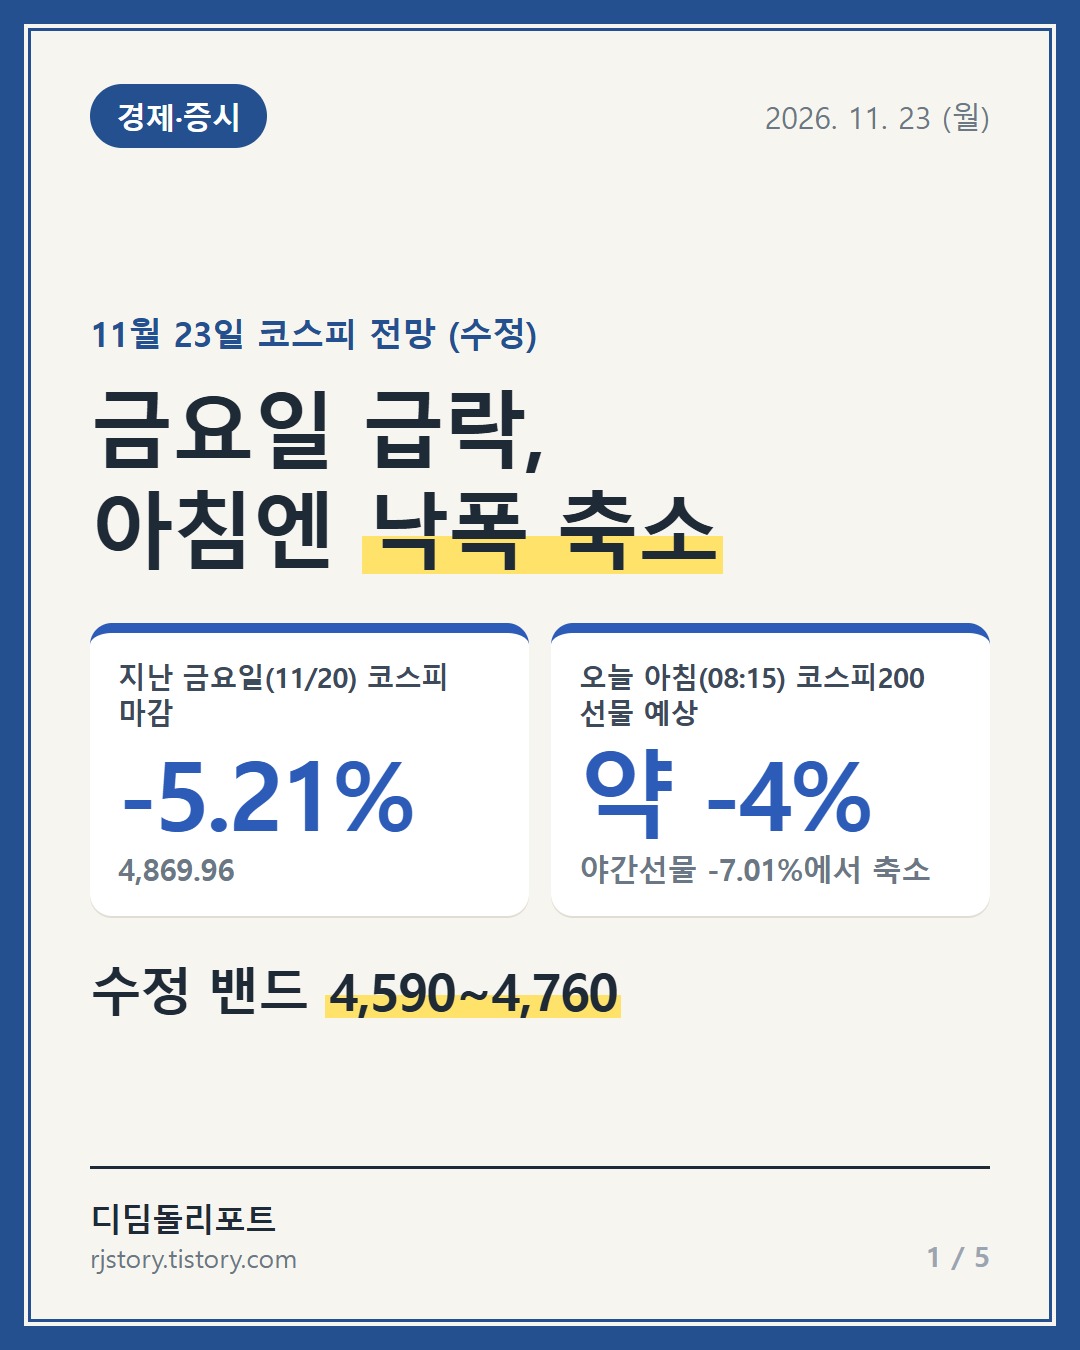 경제·증시
2026. 11. 23 (월)
11월 23일 코스피 전망 (수정)
금요일 급락,
아침엔 낙폭 축소
지난 금요일(11/20) 코스피
마감
-5.21%
4,869.96
오늘 아침(08:15) 코스피200
선물 예상
약 -4%
야간선물 -7.01%에서 축소
수정 밴드 4,590~4,760
디딤돌리포트
rjstory.tistory.com
1 / 5